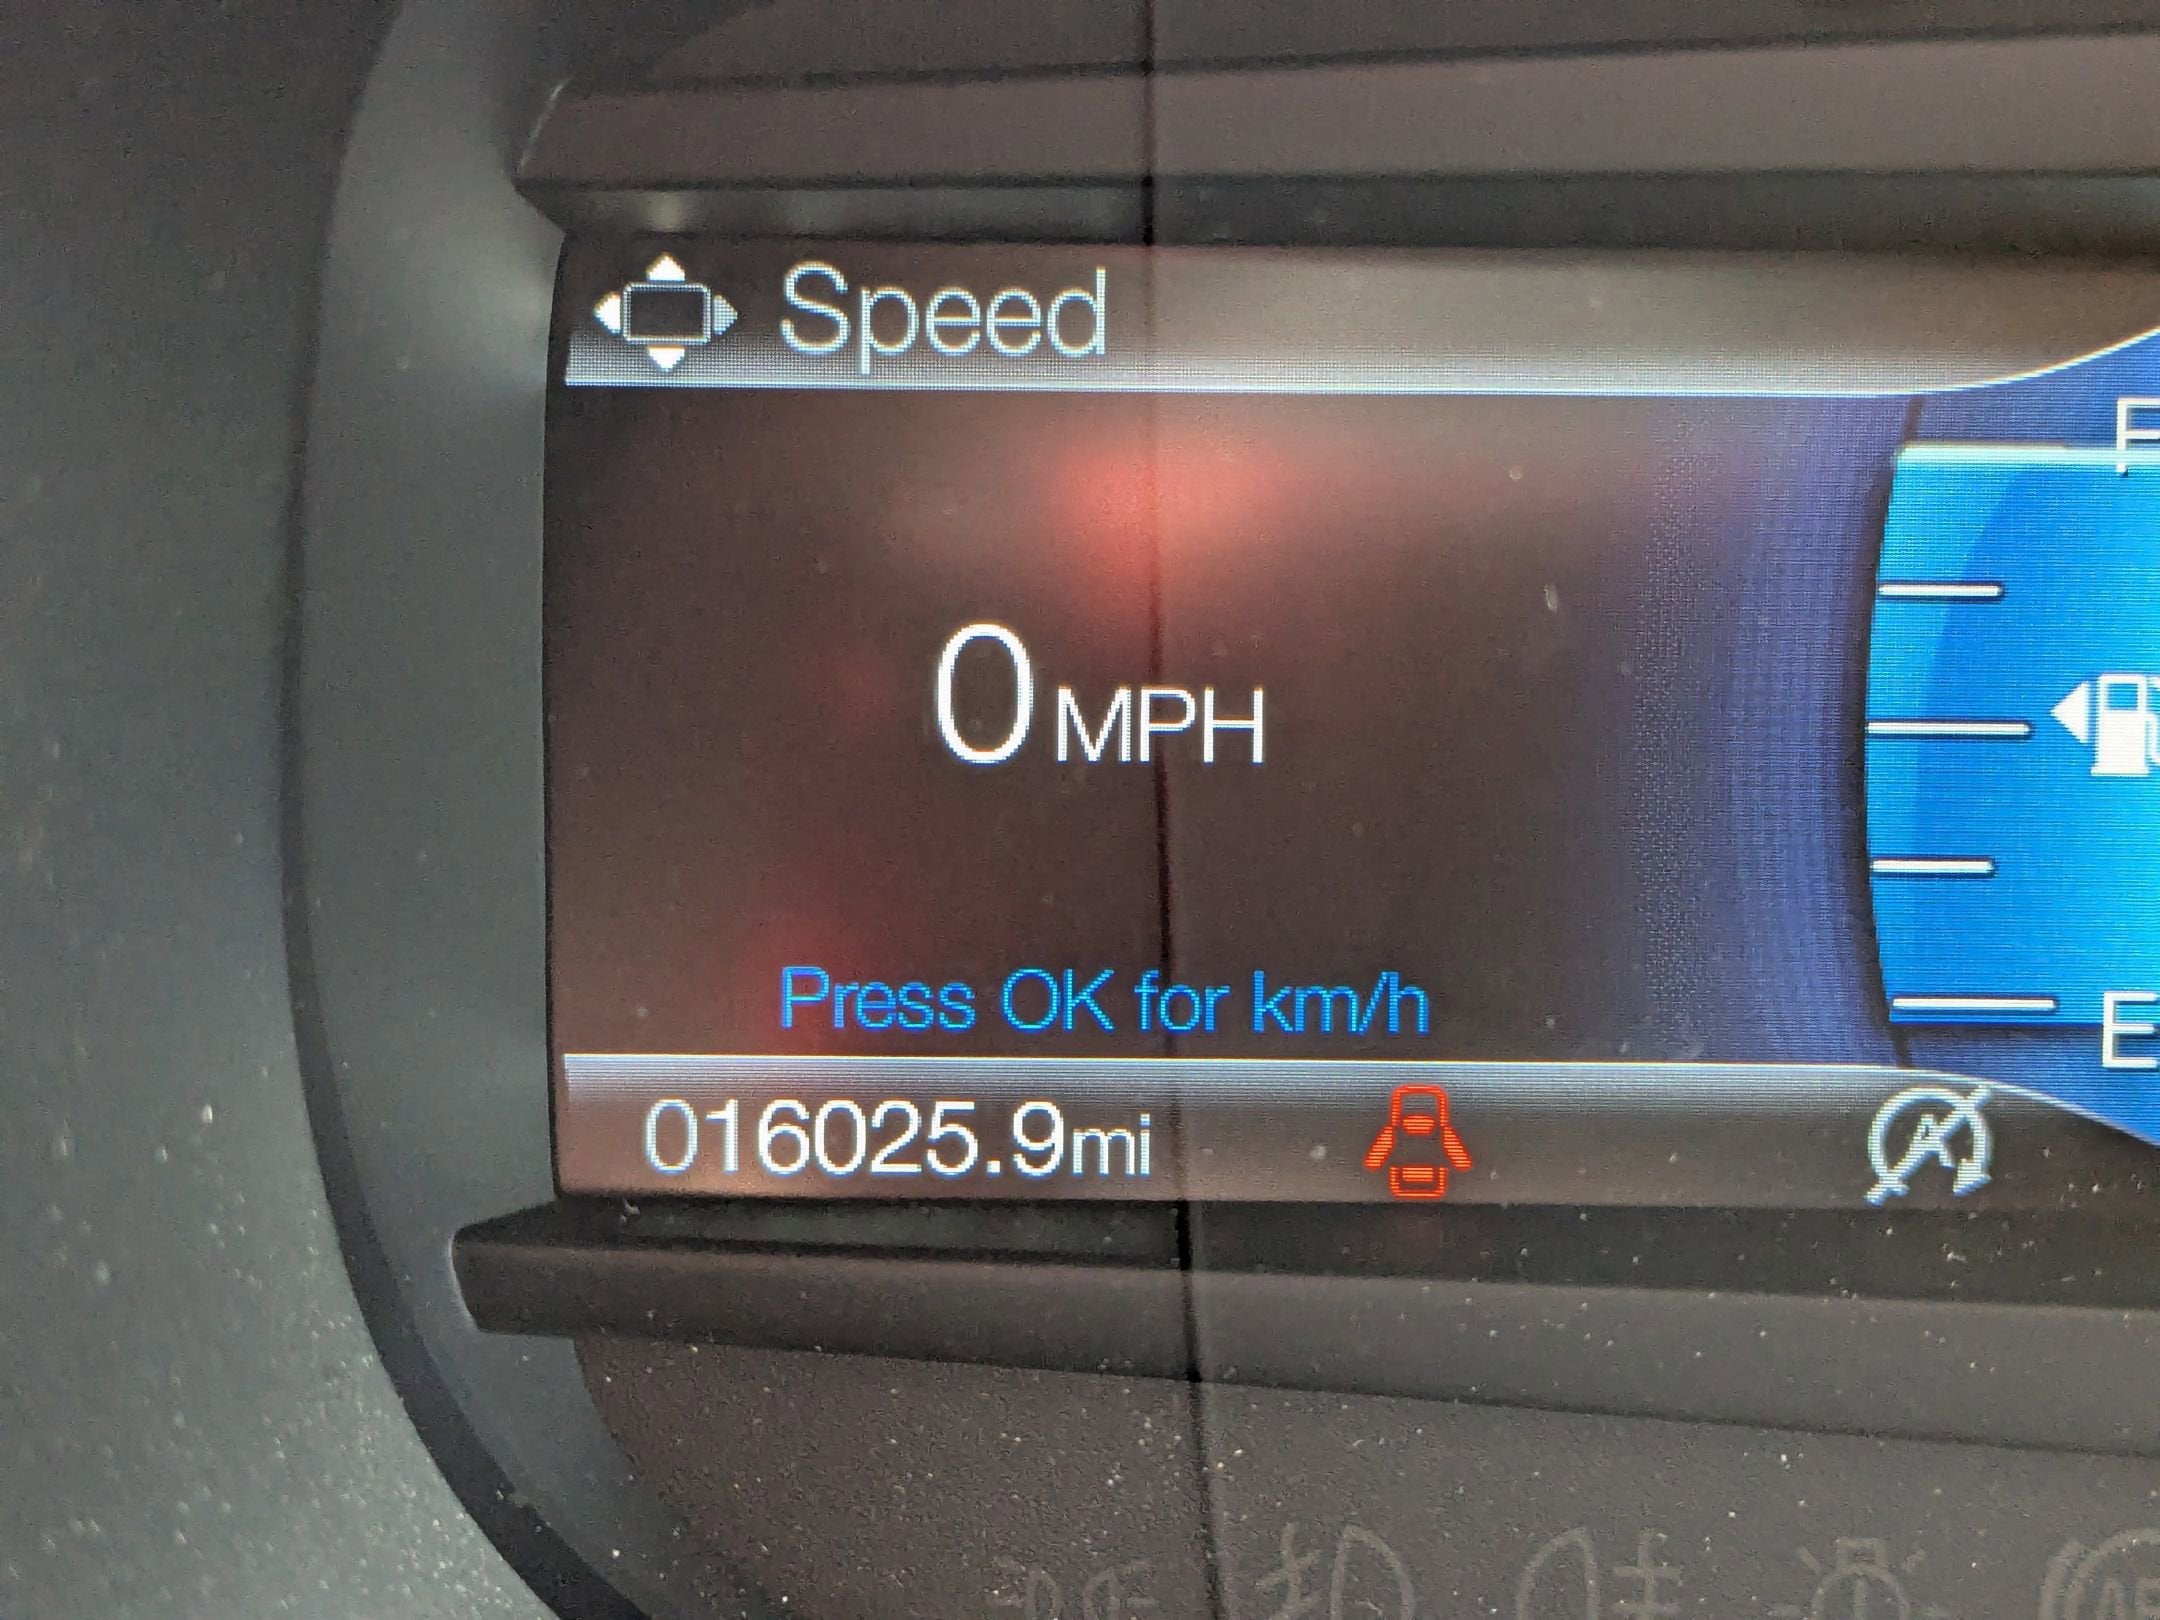 Speed
F
0 MPH
Press OK for km/h
E
016025.9mi
A